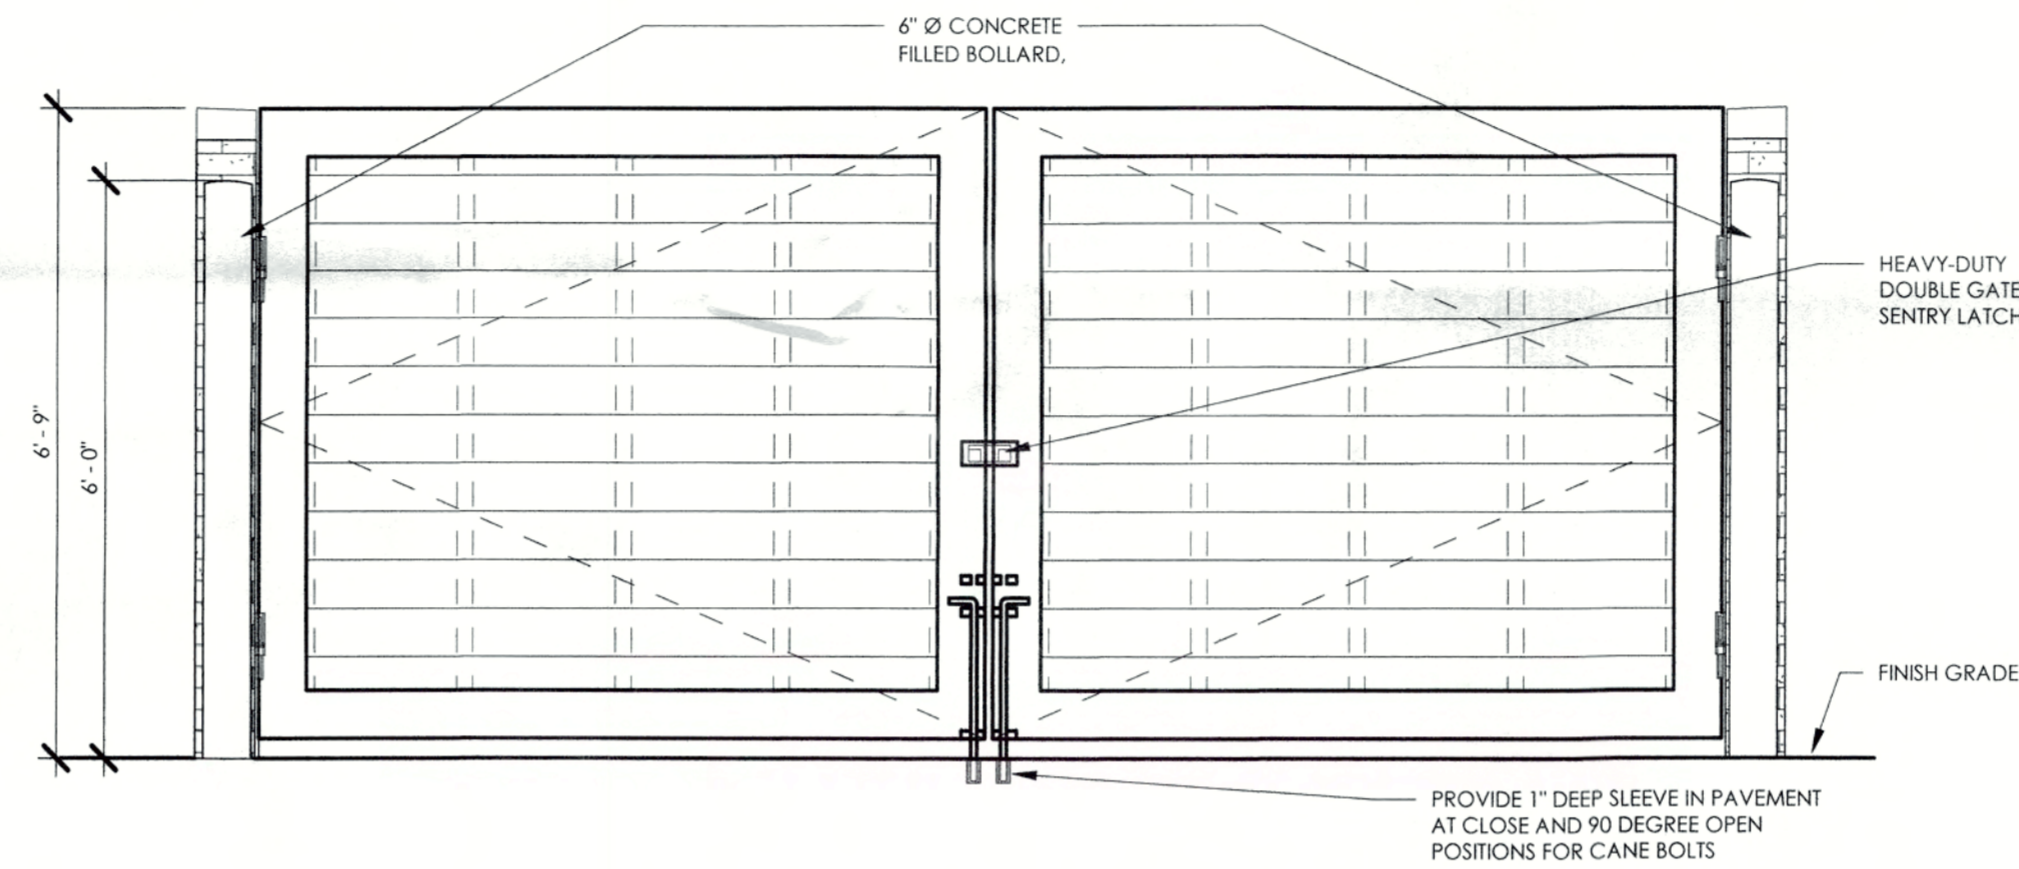 6" Ø CONCRETE
FILLED BOLLARD,
6' - 9"
6' - 0"
HEAVY-DUTY
DOUBLE GATE
SENTRY LATCH
FINISH GRADE
PROVIDE 1" DEEP SLEEVE IN PAVEMENT
AT CLOSE AND 90 DEGREE OPEN
POSITIONS FOR CANE BOLTS